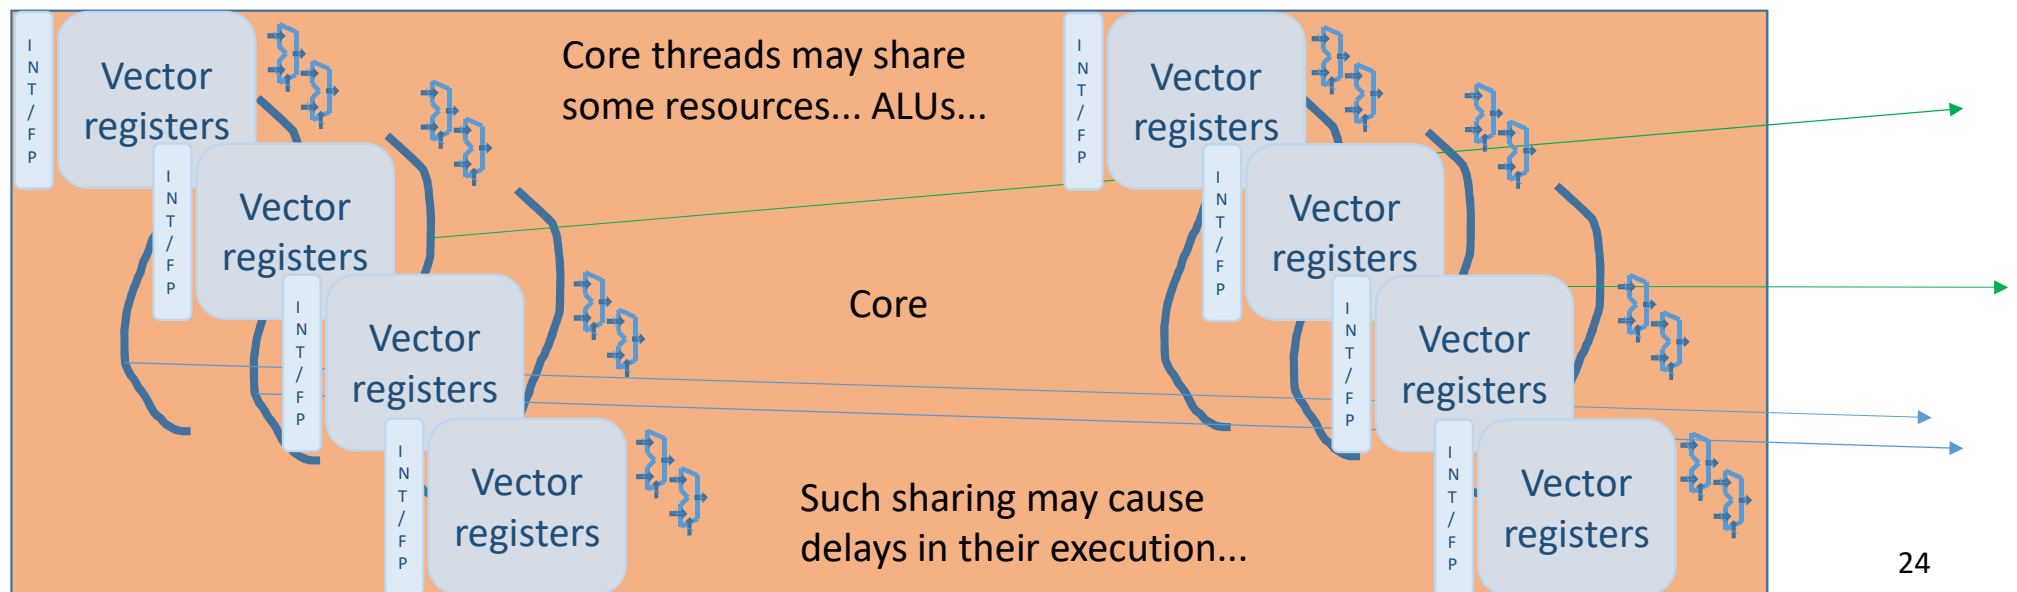 INT/FP
Vector
registers
Core threads may share
some resources... ALUs...
INT/FP
Vector
registers
INT/FP
Vector
registers
INT/FP
Vector
registers
INT/FP
Vector
registers
Core
INT/FP
Vector
registers
INT/FP
Vector
registers
INT/FP
Vector
registers
Such sharing may cause
delays in their execution...
24